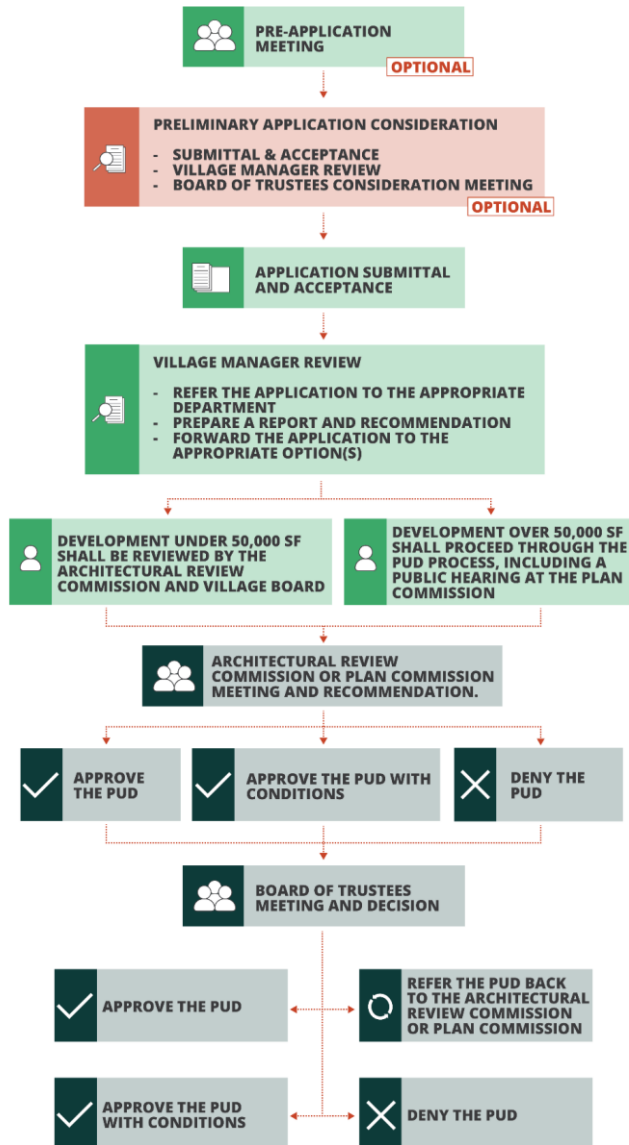 PRE-APPLICATION
MEETING
OPTIONAL
PRELIMINARY APPLICATION CONSIDERATION
- SUBMITTAL & ACCEPTANCE
- VILLAGE MANAGER REVIEW
- BOARD OF TRUSTEES CONSIDERATION MEETING
OPTIONAL
APPLICATION SUBMITTAL
AND ACCEPTANCE
VILLAGE MANAGER REVIEW
- REFER THE APPLICATION TO THE APPROPRIATE
DEPARTMENT
- PREPARE A REPORT AND RECOMMENDATION
- FORWARD THE APPLICATION TO THE
APPROPRIATE OPTION(S)
DEVELOPMENT UNDER 50,000 SF
SHALL BE REVIEWED BY THE
ARCHITECTURAL REVIEW
COMMISSION AND VILLAGE BOARD
DEVELOPMENT OVER 50,000 SF
SHALL PROCEED THROUGH THE
PUD PROCESS, INCLUDING A
PUBLIC HEARING AT THE PLAN
COMMISSION
ARCHITECTURAL REVIEW
COMMISSION OR PLAN COMMISSION
MEETING AND RECOMMENDATION.
APPROVE
THE PUD
APPROVE THE PUD WITH
CONDITIONS
DENY THE
PUD
BOARD OF TRUSTEES
MEETING AND DECISION
APPROVE THE PUD
REFER THE PUD BACK
TO THE ARCHITECTURAL
REVIEW COMMISSION
OR PLAN COMMISSION
APPROVE THE PUD
WITH CONDITIONS
DENY THE PUD